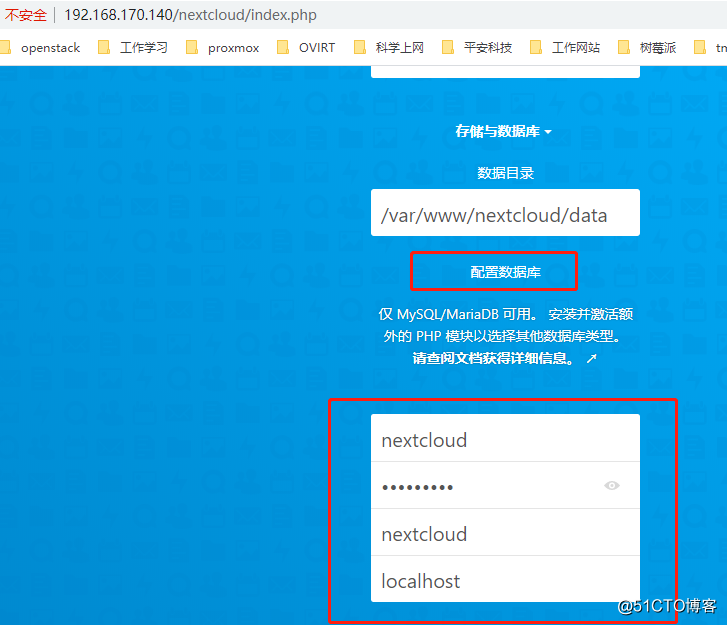 不安全 | 192.168.170.140/nextcloud/index.php
openstack 工作学习 proxmox OVIRT 科学上网 平安科技 工作网站 树莓派 tm
存储与数据库
数据目录
/var/www/nextcloud/data
配置数据库
仅 MySQL/MariaDB 可用。 安装并激活额
外的 PHP 模块以选择其他数据库类型。
请查阅文档获得详细信息。 ↗
nextcloud
•••••••••
nextcloud
localhost
@51CTO博客